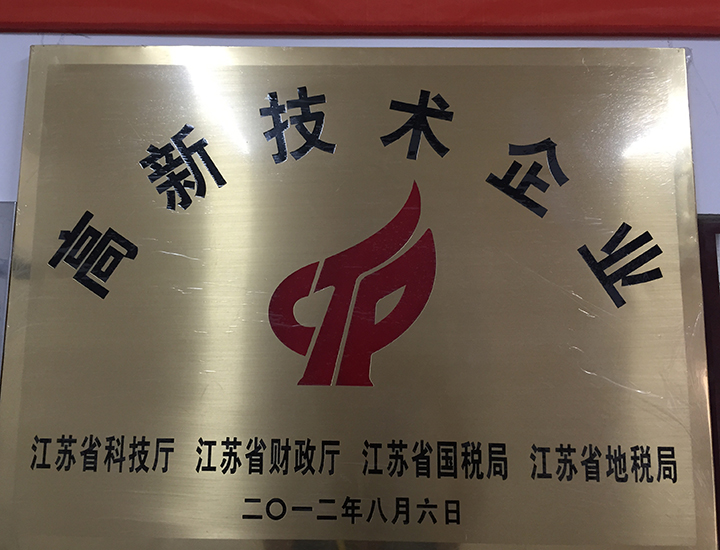 高新技术企业
江苏省科技厅 江苏省财政厅 江苏省国税局 江苏省地税局
二〇一二年八月六日